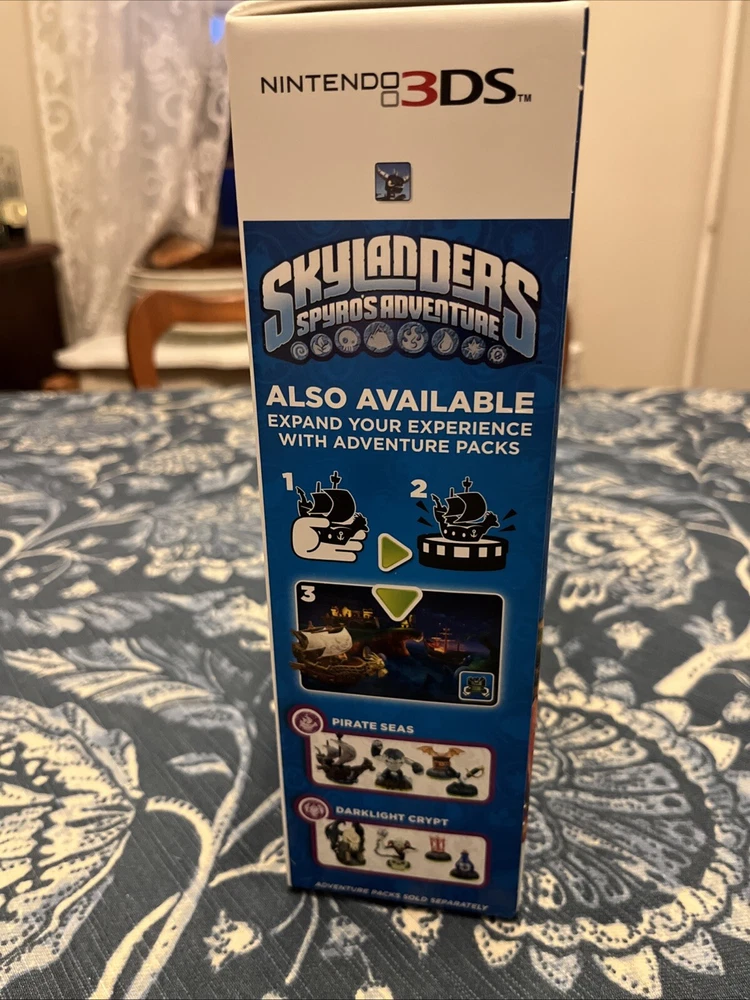 NINTENDO 3DS™
SKYLANDERS
SPYRO'S ADVENTURE
ALSO AVAILABLE
EXPAND YOUR EXPERIENCE
WITH ADVENTURE PACKS
1
2
3
PIRATE SEAS
DARKLIGHT CRYPT
ADVENTURE PACKS SOLD SEPARATELY